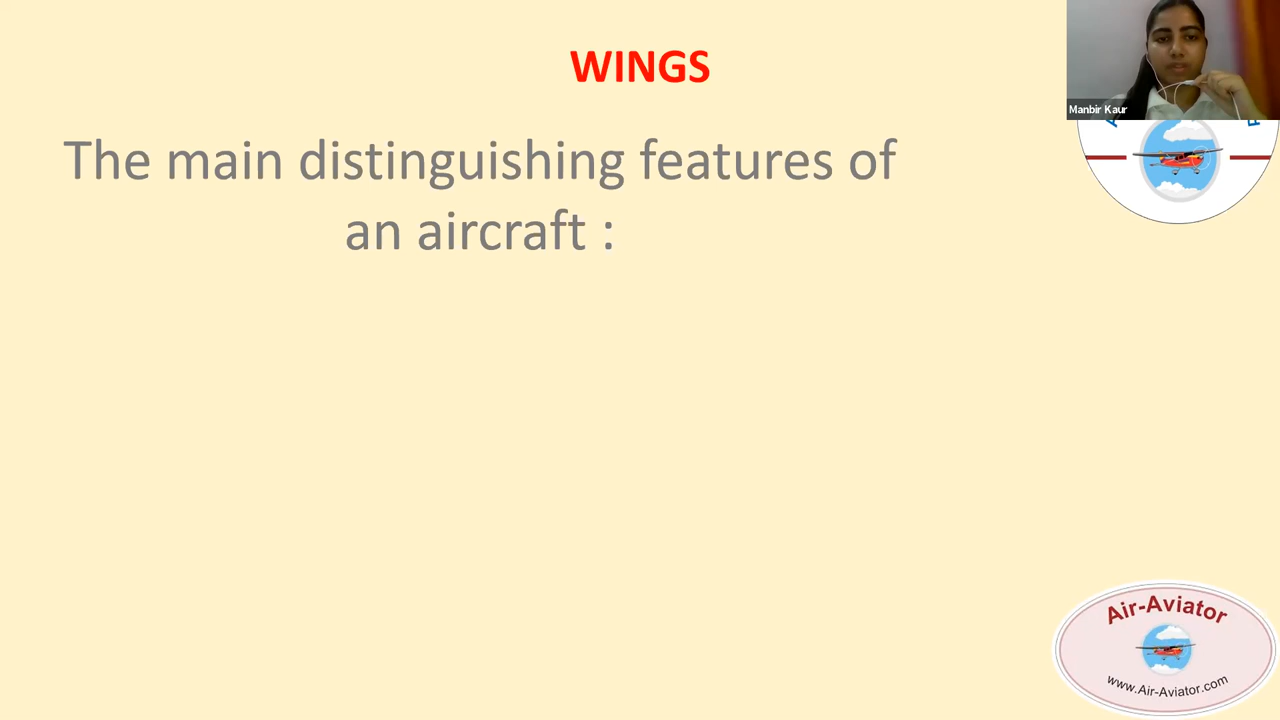 WINGS
Manbir Kaur
The main distinguishing features of
an aircraft :
Air-Aviator
www.Air-Aviator.com